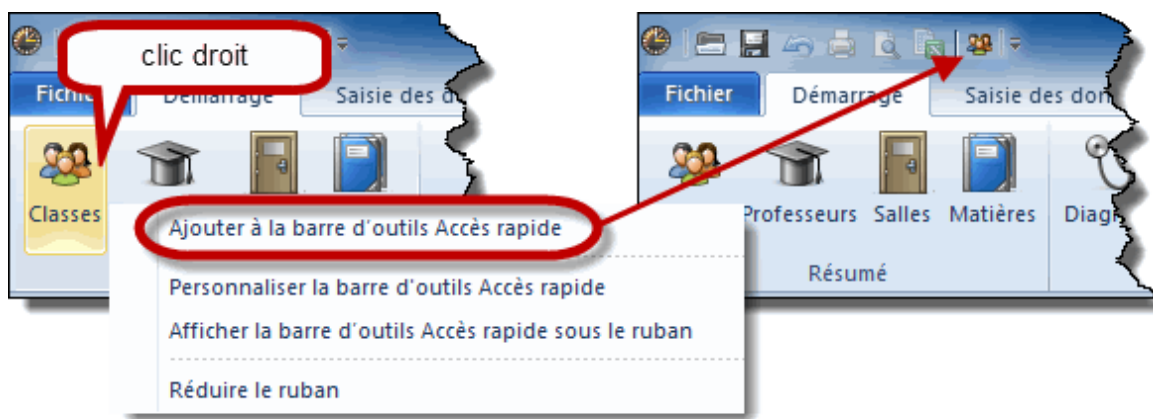 clic droit
Fichie
Démarrage
Saisie des d
Classes
Ajouter à la barre d'outils Accès rapide
Personnaliser la barre d'outils Accès rapide
Afficher la barre d'outils Accès rapide sous le ruban
Réduire le ruban
Fichier
Démarrage
Saisie des don
Professeurs
Salles
Matières
Diag
Résumé